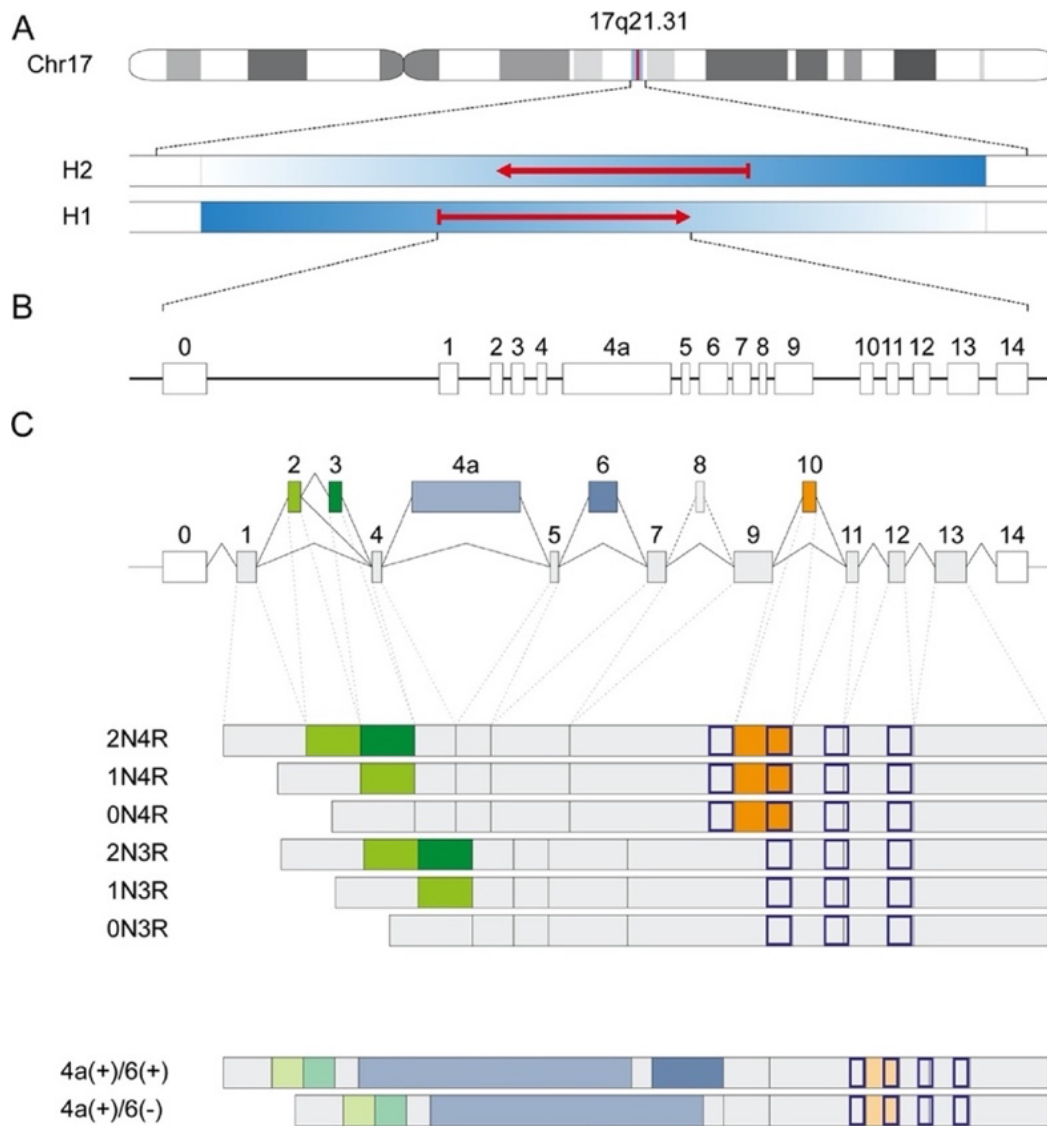 A
17q21.31
Chr17
H2
H1
B
0 1 2 3 4 4a 5 6 7 8 9 10 11 12 13 14
C
2 3 4a 6 8 10
0 1 4 5 7 9 11 12 13 14
2N4R
1N4R
0N4R
2N3R
1N3R
0N3R
4a(+)/6(+)
4a(+)/6(-)